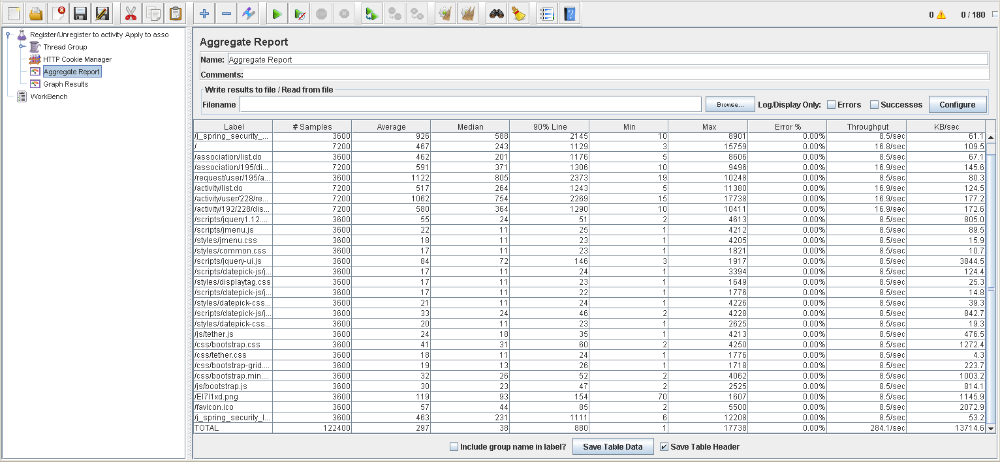 0 0 / 180
Register/Unregister to activity Apply to asso
Thread Group
HTTP Cookie Manager
Aggregate Report
Graph Results
WorkBench
Aggregate Report
Name: Aggregate Report
Comments:
Write results to file / Read from file
Filename Browse... Log/Display Only: Errors Successes Configure
Label # Samples Average Median 90% Line Min Max Error % Throughput KB/sec
/j_spring_security_... 3600 926 588 2145 10 8901 0.00% 8.5/sec 61.1
/ 7200 467 243 1129 3 15759 0.00% 16.8/sec 109.5
/association/list.do 3600 462 201 1176 5 8606 0.00% 8.5/sec 67.1
/association/195/di... 7200 591 371 1306 10 9496 0.00% 16.9/sec 145.6
/request/user/195/a... 3600 1122 805 2373 19 10248 0.00% 8.5/sec 80.3
/activity/list.do 7200 517 264 1243 5 11380 0.00% 16.9/sec 124.5
/activity/user/228/re... 7200 1062 754 2269 15 17738 0.00% 16.9/sec 177.2
/activity/192/228/dis... 7200 580 364 1290 10 10411 0.00% 16.9/sec 172.6
/scripts/jquery1.12.... 3600 55 24 51 2 4613 0.00% 8.5/sec 805.0
/scripts/jmenu.js 3600 22 11 25 1 4212 0.00% 8.5/sec 89.5
/styles/jmenu.css 3600 18 11 23 1 4205 0.00% 8.5/sec 15.9
/styles/common.css 3600 17 11 23 1 1821 0.00% 8.5/sec 10.7
/scripts/jquery-ui.js 3600 84 72 146 3 1917 0.00% 8.5/sec 3844.5
/scripts/datepick-js/j... 3600 17 11 24 1 3394 0.00% 8.5/sec 124.4
/styles/displaytag.css 3600 17 11 23 1 1649 0.00% 8.5/sec 25.3
/scripts/datepick-js/j... 3600 17 11 22 1 1776 0.00% 8.5/sec 14.8
/styles/datepick-css... 3600 21 11 24 1 4226 0.00% 8.5/sec 39.3
/scripts/datepick-js/j... 3600 33 24 46 2 4228 0.00% 8.5/sec 842.7
/styles/datepick-css... 3600 20 11 23 1 2625 0.00% 8.5/sec 19.3
/js/tether.js 3600 24 18 35 1 4213 0.00% 8.5/sec 476.5
/css/bootstrap.css 3600 41 31 60 2 4250 0.00% 8.5/sec 1272.4
/css/tether.css 3600 18 11 24 1 1776 0.00% 8.5/sec 4.3
/css/bootstrap-grid.... 3600 19 13 26 1 1718 0.00% 8.5/sec 223.7
/css/bootstrap.min.... 3600 32 26 52 2 4062 0.00% 8.5/sec 1003.2
/js/bootstrap.js 3600 30 23 47 2 2525 0.00% 8.5/sec 814.1
/El7l1xd.png 3600 119 93 154 70 1607 0.00% 8.5/sec 1145.9
/favicon.ico 3600 57 44 85 2 5500 0.00% 8.5/sec 2072.9
/j_spring_security_l... 3600 463 231 1111 6 12208 0.00% 8.5/sec 53.2
TOTAL 122400 297 38 880 1 17738 0.00% 284.1/sec 13714.6
Include group name in label? Save Table Data Save Table Header